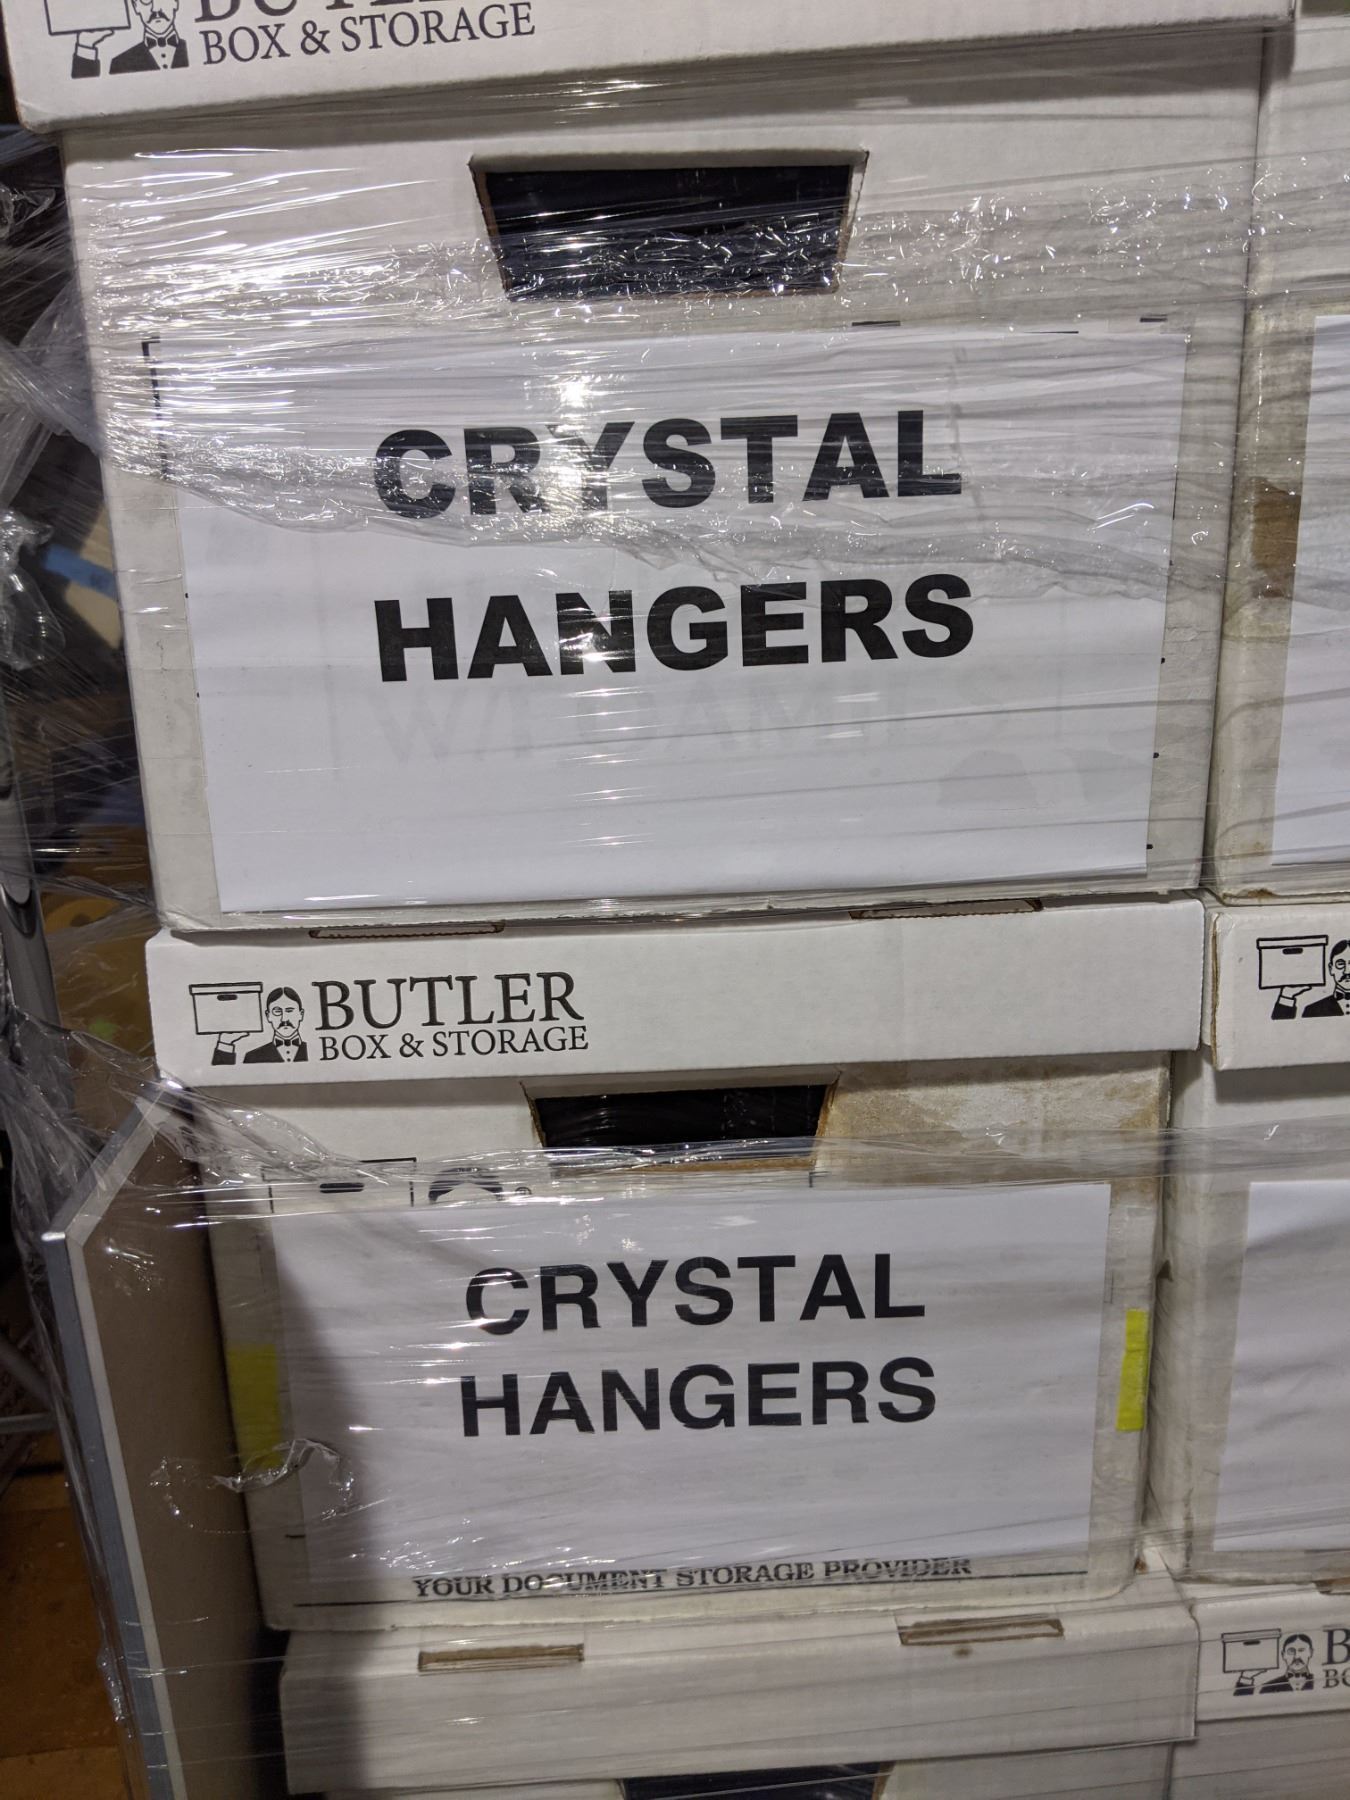 BOX & STORAGE
CRYSTAL
HANGERS
BUTLER
BOX & STORAGE
CRYSTAL
HANGERS
YOUR DOCUMENT STORAGE PROVIDER